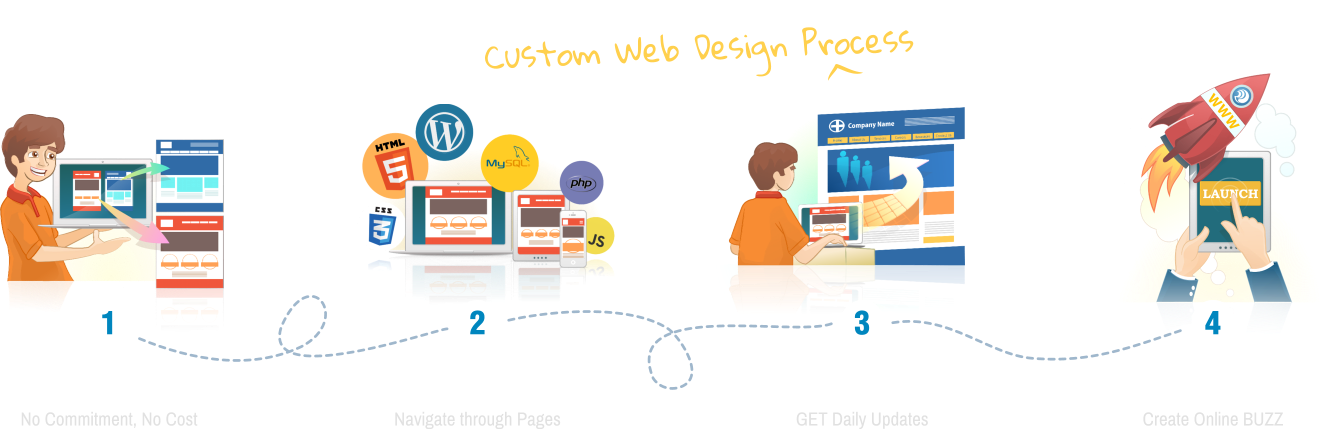 Custom Web Design Process
HTML
5
W
MySQL
php
CSS
3
JS
Company Name
WWW
LAUNCH
1
2
3
4
No Commitment, No Cost
Navigate through Pages
GET Daily Updates
Create Online BUZZ